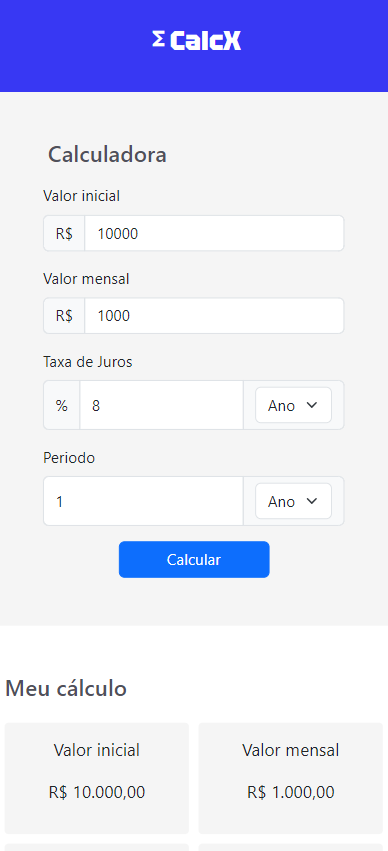 Σ CalcX
Calculadora
Valor inicial
R$ 10000
Valor mensal
R$ 1000
Taxa de Juros
% 8 Ano
Periodo
1 Ano
Calcular
Meu cálculo
Valor inicial Valor mensal
R$ 10.000,00 R$ 1.000,00